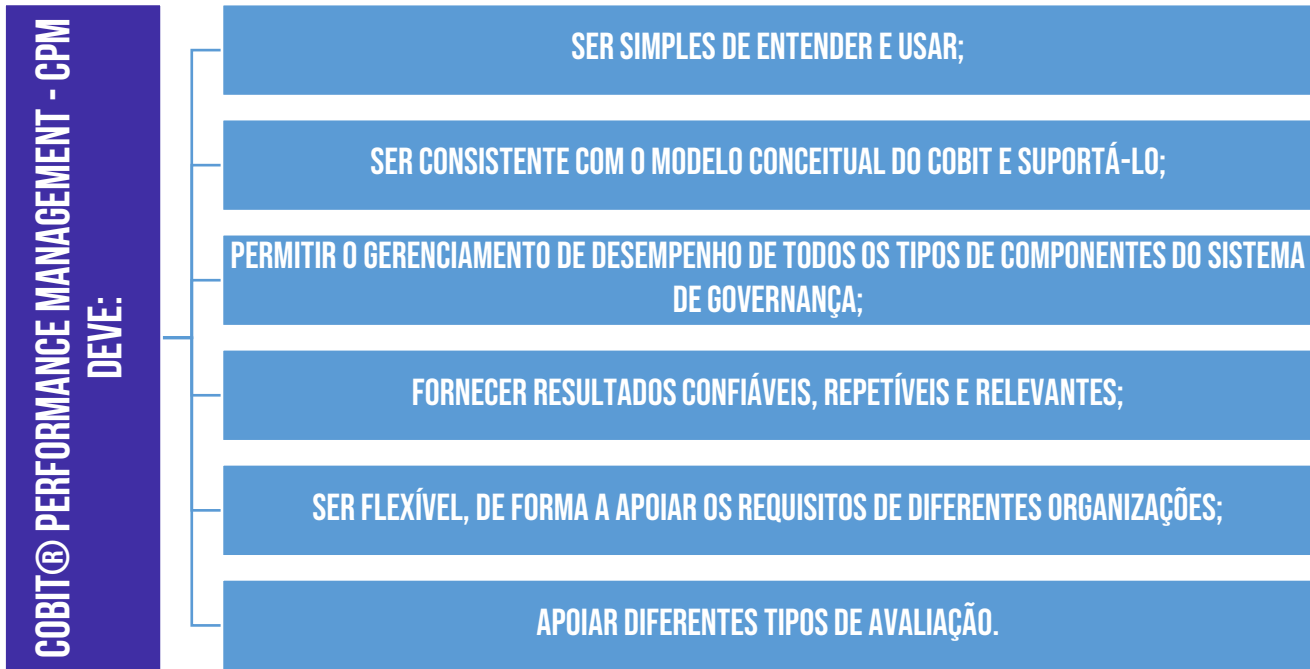 COBIT® PERFORMANCE MANAGEMENT - CPM
DEVE:
SER SIMPLES DE ENTENDER E USAR;
SER CONSISTENTE COM O MODELO CONCEITUAL DO COBIT E SUPORTÁ-LO;
PERMITIR O GERENCIAMENTO DE DESEMPENHO DE TODOS OS TIPOS DE COMPONENTES DO SISTEMA
DE GOVERNANÇA;
FORNECER RESULTADOS CONFIÁVEIS, REPETÍVEIS E RELEVANTES;
SER FLEXÍVEL, DE FORMA A APOIAR OS REQUISITOS DE DIFERENTES ORGANIZAÇÕES;
APOIAR DIFERENTES TIPOS DE AVALIAÇÃO.